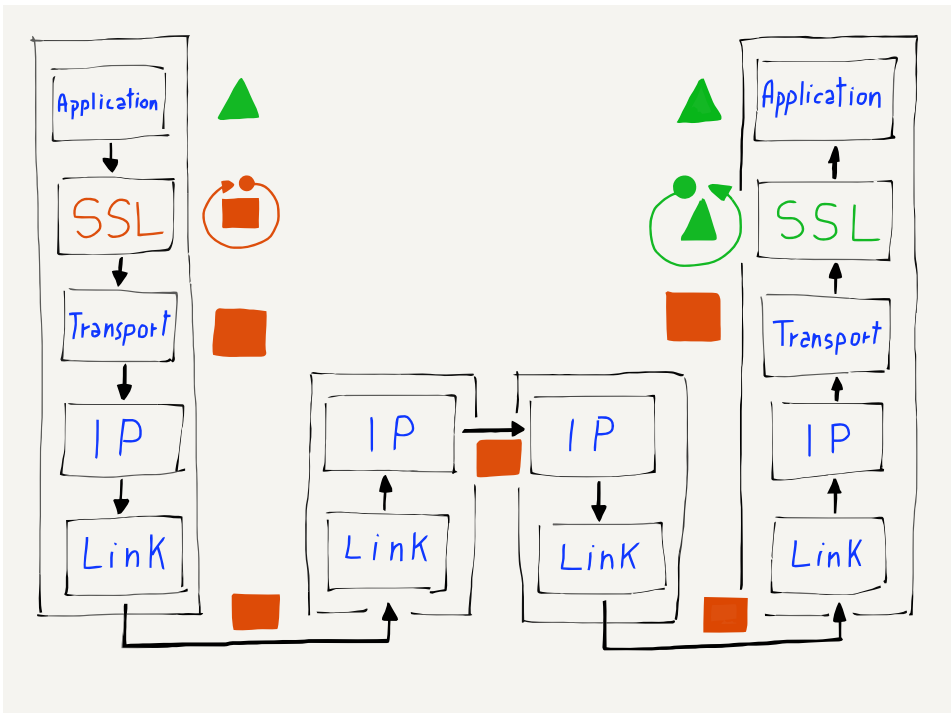 Application
SSL
Transport
IP
Link
IP
Link
IP
Link
Application
SSL
Transport
IP
Link